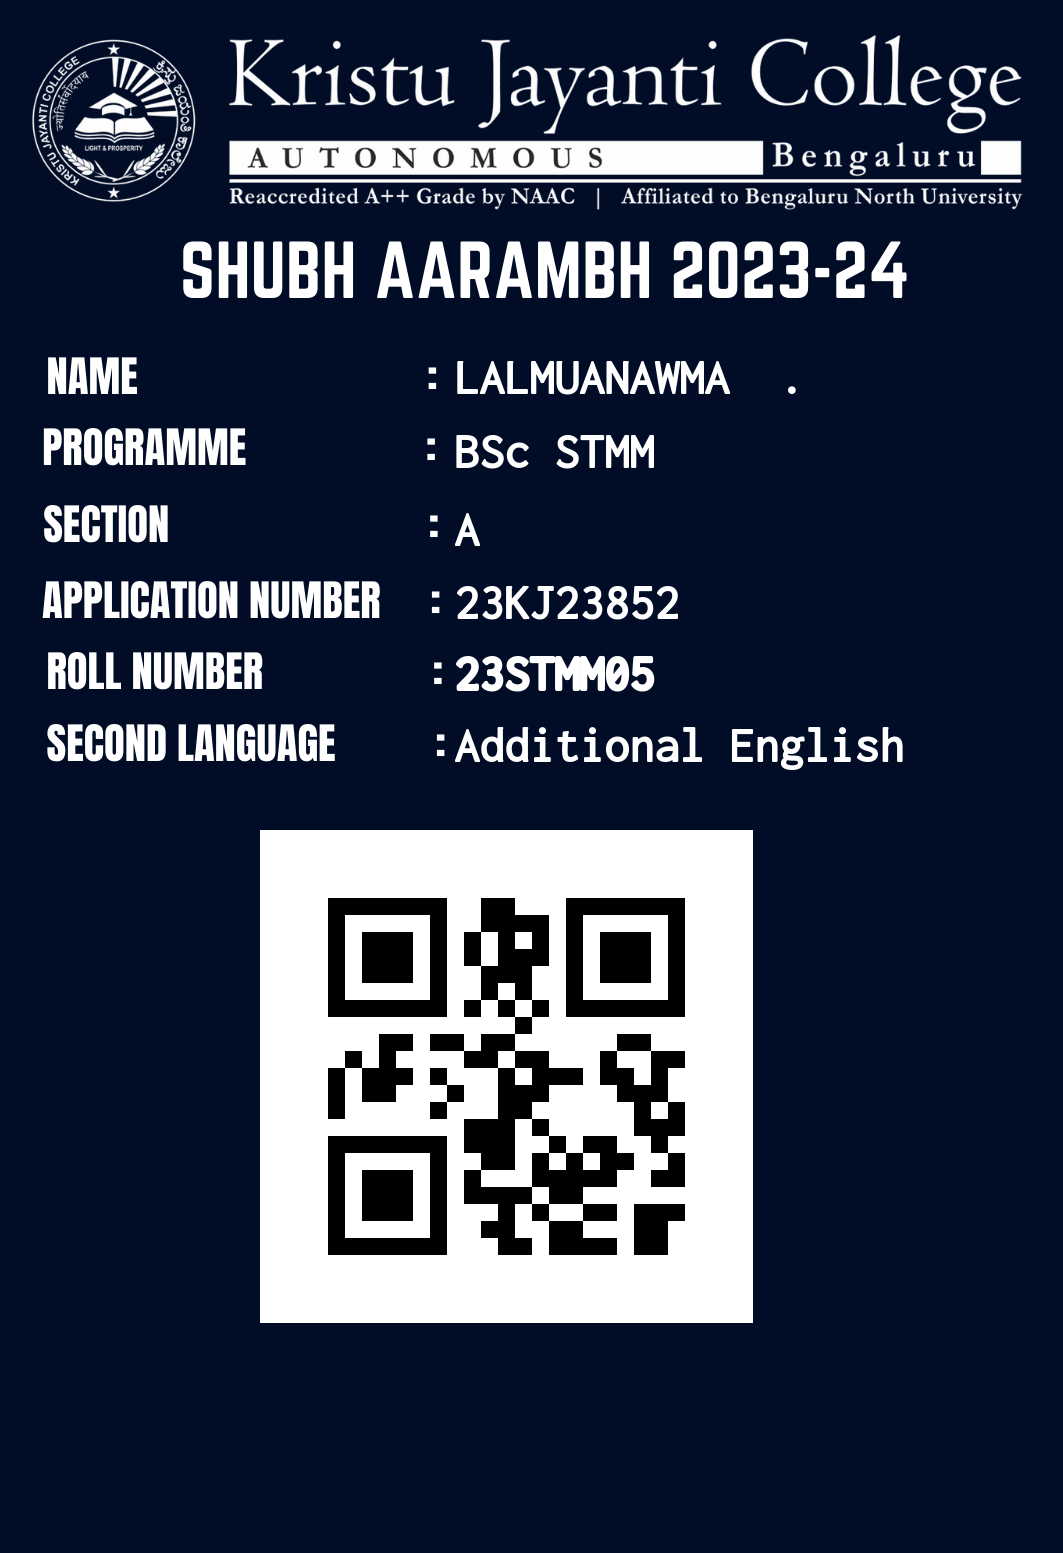 KRISTU JAYANTI COLLEGE
ಕ್ರಿಸ್ತು ಜಯಂತಿ ಕಾಲೇಜು
LIGHT & PROSPERITY
Kristu Jayanti College
AUTONOMOUS Bengaluru
Reaccredited A++ Grade by NAAC | Affiliated to Bengaluru North University
SHUBH AARAMBH 2023-24
NAME : LALMUANAWMA .
PROGRAMME : BSc STMM
SECTION : A
APPLICATION NUMBER : 23KJ23852
ROLL NUMBER : 23STMM05
SECOND LANGUAGE : Additional English